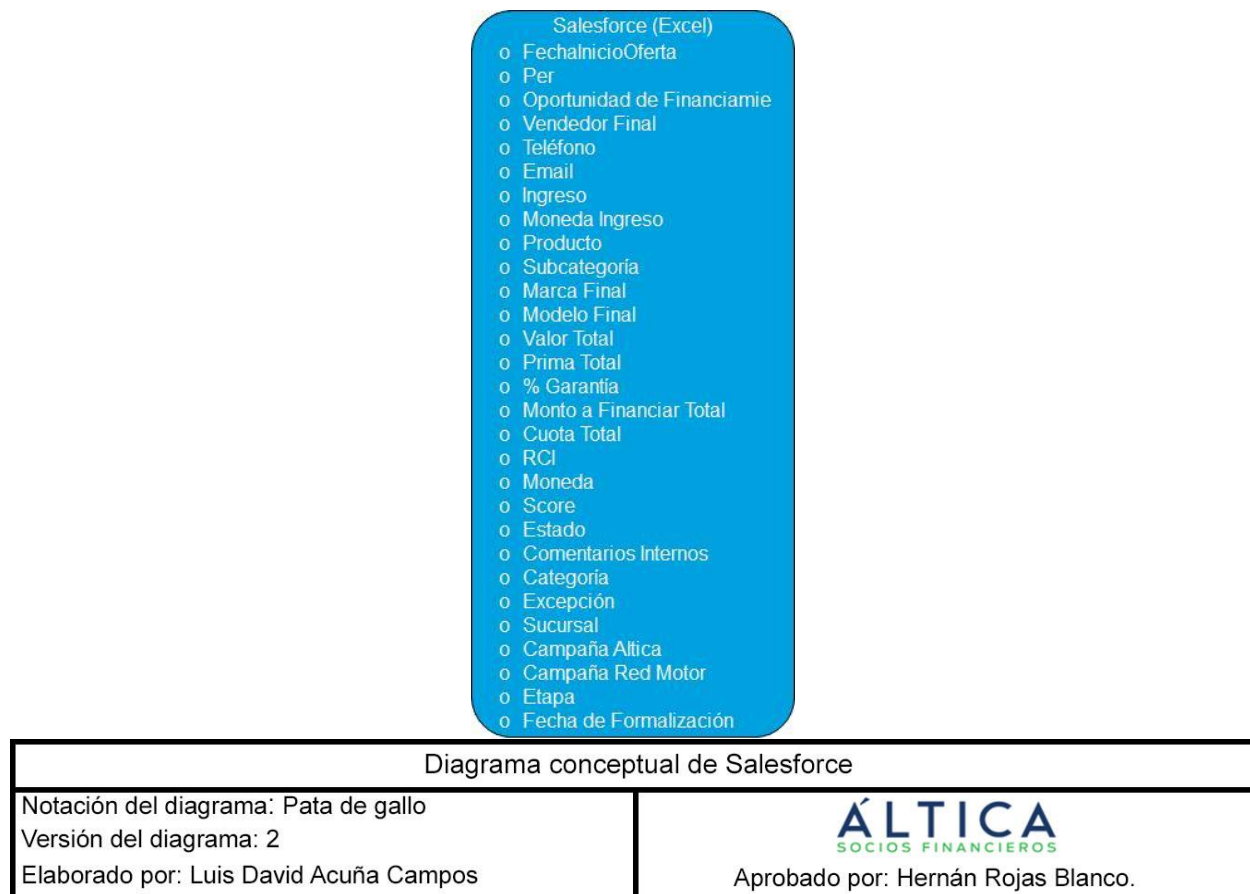 Salesforce (Excel)
o FechaInicioOferta
o Per
o Oportunidad de Financiamie
o Vendedor Final
o Teléfono
o Email
o Ingreso
o Moneda Ingreso
o Producto
o Subcategoría
o Marca Final
o Modelo Final
o Valor Total
o Prima Total
o % Garantía
o Monto a Financiar Total
o Cuota Total
o RCI
o Moneda
o Score
o Estado
o Comentarios Internos
o Categoría
o Excepción
o Sucursal
o Campaña Altica
o Campaña Red Motor
o Etapa
o Fecha de Formalización
Diagrama conceptual de Salesforce
Notación del diagrama: Pata de gallo
Versión del diagrama: 2
Elaborado por: Luis David Acuña Campos
ÁLTICA
SOCIOS FINANCIEROS
Aprobado por: Hernán Rojas Blanco.